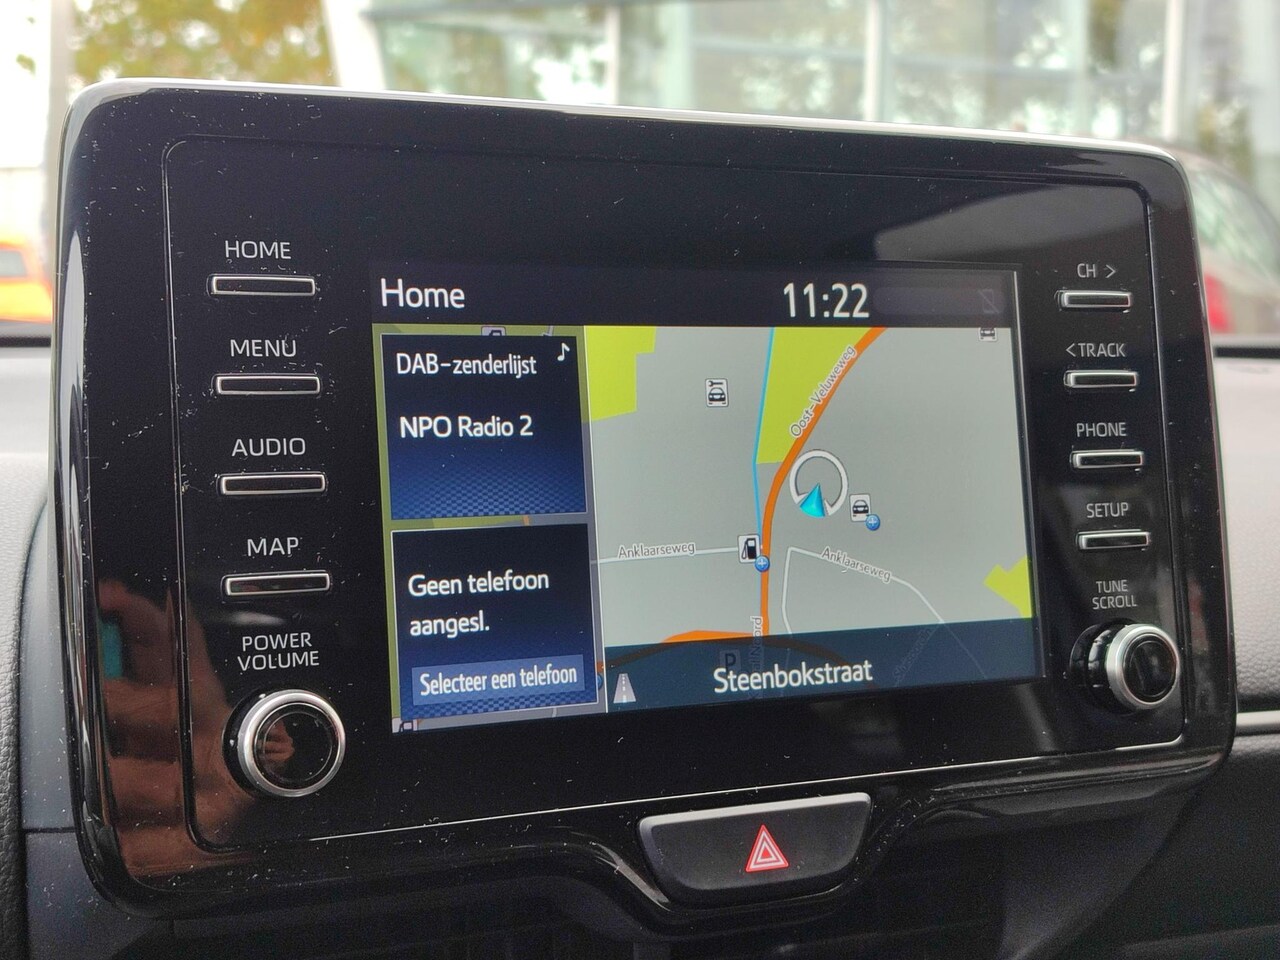 HOME
MENU
AUDIO
MAP
POWER
VOLUME
Home
11:22
DAB-zenderlijst
NPO Radio 2
Geen telefoon
aangesl.
Selecteer een telefoon
Oost-Veluweweg
Anklaarseweg
Anklaarseweg
P
Steenbokstraat
CH >
<TRACK
PHONE
SETUP
TUNE
SCROLL